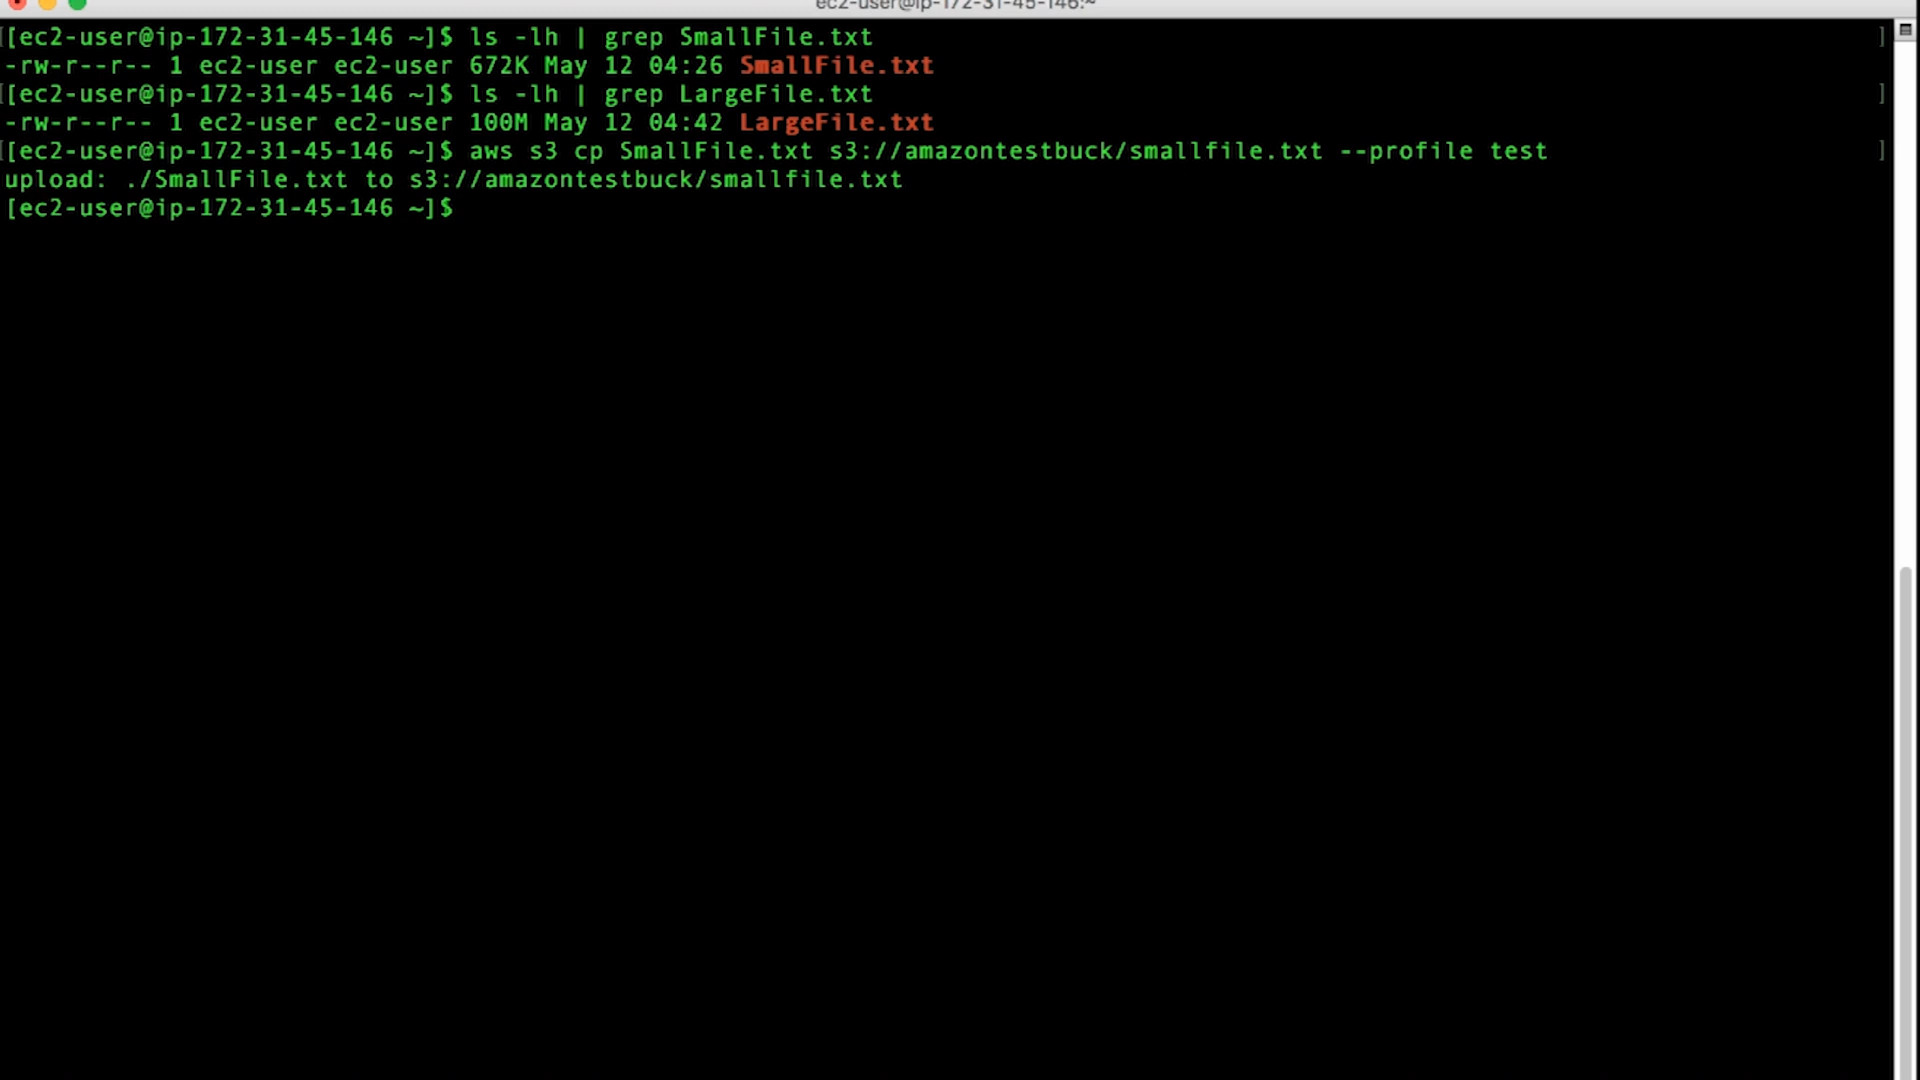 ec2-user@ip-172-31-45-146:~
[ec2-user@ip-172-31-45-146 ~]$ ls -lh | grep SmallFile.txt ]
-rw-r--r-- 1 ec2-user ec2-user 672K May 12 04:26 SmallFile.txt
[ec2-user@ip-172-31-45-146 ~]$ ls -lh | grep LargeFile.txt ]
-rw-r--r-- 1 ec2-user ec2-user 100M May 12 04:42 LargeFile.txt
[ec2-user@ip-172-31-45-146 ~]$ aws s3 cp SmallFile.txt s3://amazontestbuck/smallfile.txt --profile test ]
upload: ./SmallFile.txt to s3://amazontestbuck/smallfile.txt
[ec2-user@ip-172-31-45-146 ~]$